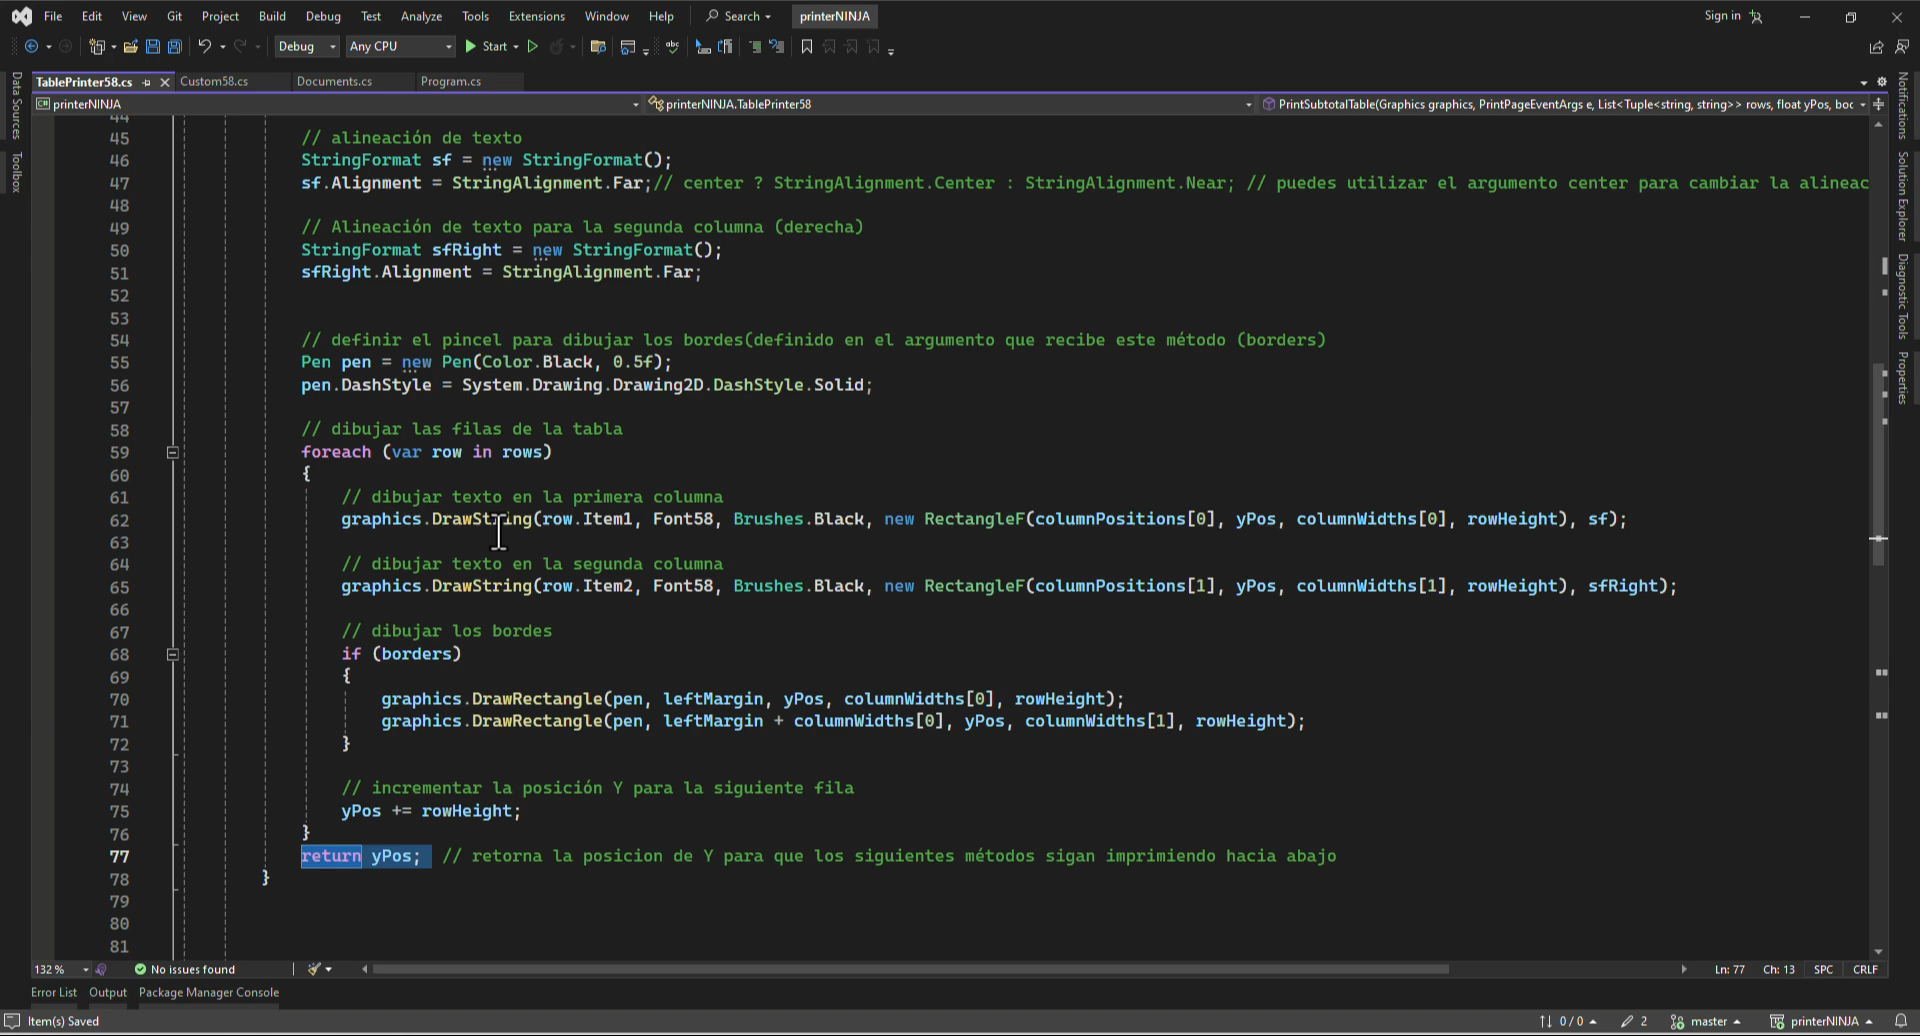 File Edit View Git Project Build Debug Test Analyze Tools Extensions Window Help Search printerNINJA Sign in
Debug Any CPU Start
TablePrinter58.cs Custom58.cs Documents.cs Program.cs
printerNINJA printerNINJA.TablePrinter58 PrintSubtotalTable(Graphics graphics, PrintPageEventArgs e, List<Tuple<string, string>> rows, float yPos, boc
Data Sources
Toolbox
44
45 // alineación de texto
46 StringFormat sf = new StringFormat();
47 sf.Alignment = StringAlignment.Far;// center ? StringAlignment.Center : StringAlignment.Near; // puedes utilizar el argumento center para cambiar la alineac
48
49 // Alineación de texto para la segunda columna (derecha)
50 StringFormat sfRight = new StringFormat();
51 sfRight.Alignment = StringAlignment.Far;
52
53
54 // definir el pincel para dibujar los bordes(definido en el argumento que recibe este método (borders)
55 Pen pen = new Pen(Color.Black, 0.5f);
56 pen.DashStyle = System.Drawing.Drawing2D.DashStyle.Solid;
57
58 // dibujar las filas de la tabla
59 foreach (var row in rows)
60 {
61 // dibujar texto en la primera columna
62 graphics.DrawString(row.Item1, Font58, Brushes.Black, new RectangleF(columnPositions[0], yPos, columnWidths[0], rowHeight), sf);
63
64 // dibujar texto en la segunda columna
65 graphics.DrawString(row.Item2, Font58, Brushes.Black, new RectangleF(columnPositions[1], yPos, columnWidths[1], rowHeight), sfRight);
66
67 // dibujar los bordes
68 if (borders)
69 {
70 graphics.DrawRectangle(pen, leftMargin, yPos, columnWidths[0], rowHeight);
71 graphics.DrawRectangle(pen, leftMargin + columnWidths[0], yPos, columnWidths[1], rowHeight);
72 }
73
74 // incrementar la posición Y para la siguiente fila
75 yPos += rowHeight;
76 }
77 return yPos; // retorna la posicion de Y para que los siguientes métodos sigan imprimiendo hacia abajo
78 }
79
80
81
Notifications
Solution Explorer
Diagnostic Tools
Properties
132 % No issues found Ln: 77 Ch: 13 SPC CRLF
Error List Output Package Manager Console
Item(s) Saved 0 / 0 2 master printerNINJA